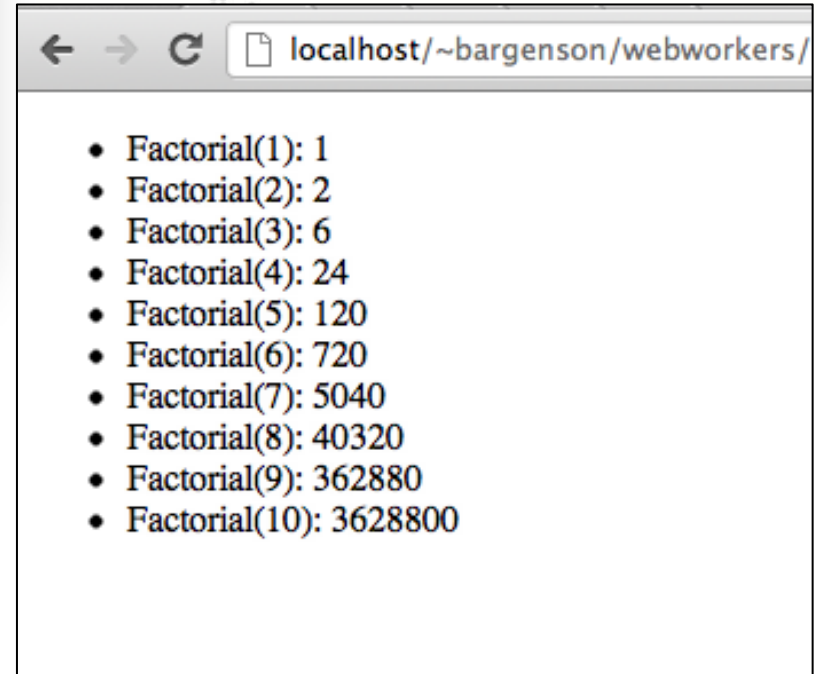 localhost/~bargenson/webworkers/
• Factorial(1): 1
• Factorial(2): 2
• Factorial(3): 6
• Factorial(4): 24
• Factorial(5): 120
• Factorial(6): 720
• Factorial(7): 5040
• Factorial(8): 40320
• Factorial(9): 362880
• Factorial(10): 3628800